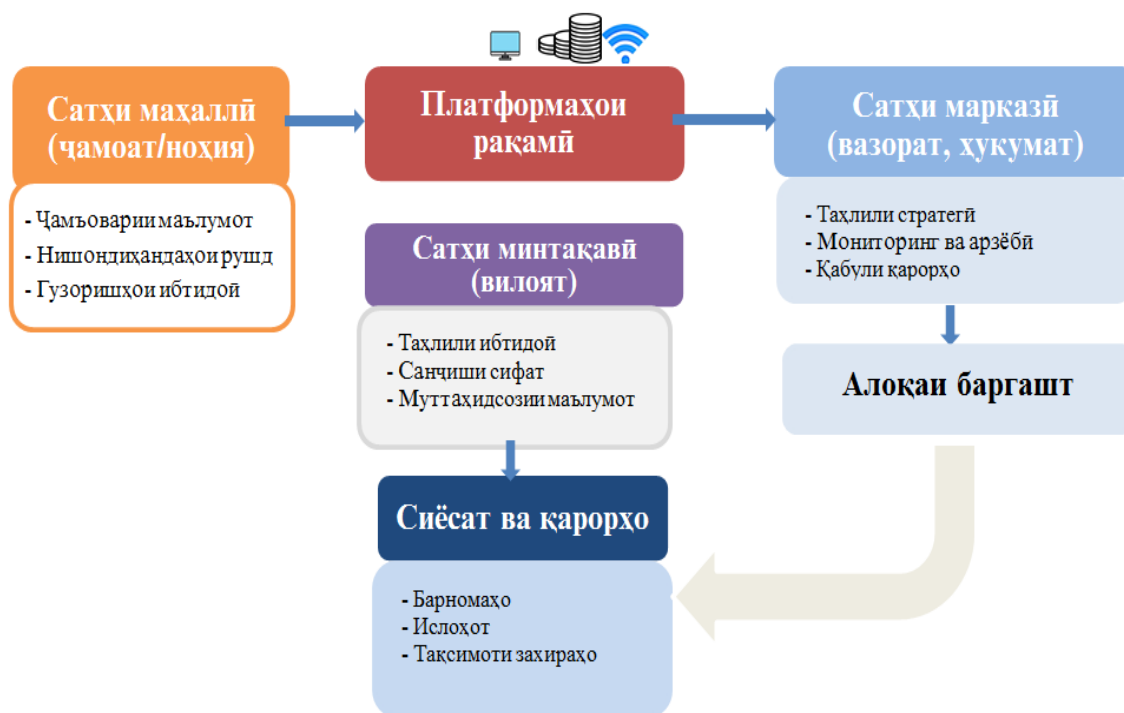 Сатҳи маҳаллӣ
(ҷамоат/ноҳия)
- Ҷамъоварии маълумот
- Нишондиҳандаҳои рушд
- Гузоришҳои ибтидоӣ
Платформаҳои
рақамӣ
Сатҳи марказӣ
(вазорат, ҳукумат)
- Таҳлили стратегӣ
- Мониторинг ва арзёбӣ
- Қабули қарорҳо
Сатҳи минтақавӣ
(вилоят)
- Таҳлили ибтидоӣ
- Санҷиши сифат
- Муттаҳидсозии маълумот
Алоқаи баргашт
Сиёсат ва қарорҳо
- Барномаҳо
- Ислоҳот
- Тақсимоти захираҳо